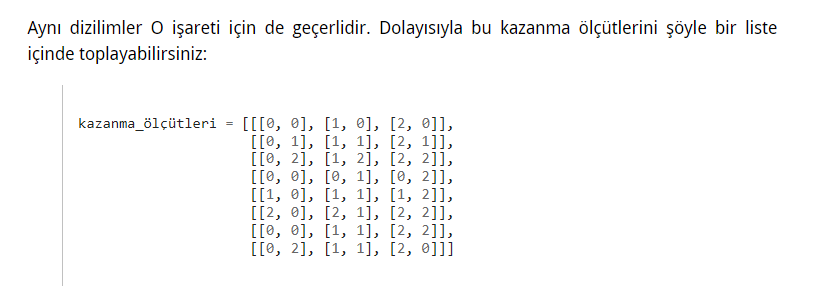 Aynı dizilimler O işareti için de geçerlidir. Dolayısıyla bu kazanma ölçütlerini şöyle bir liste
içinde toplayabilirsiniz:
kazanma_ölçütleri = [[[0, 0], [1, 0], [2, 0]],
[[0, 1], [1, 1], [2, 1]],
[[0, 2], [1, 2], [2, 2]],
[[0, 0], [0, 1], [0, 2]],
[[1, 0], [1, 1], [1, 2]],
[[2, 0], [2, 1], [2, 2]],
[[0, 0], [1, 1], [2, 2]],
[[0, 2], [1, 1], [2, 0]]]